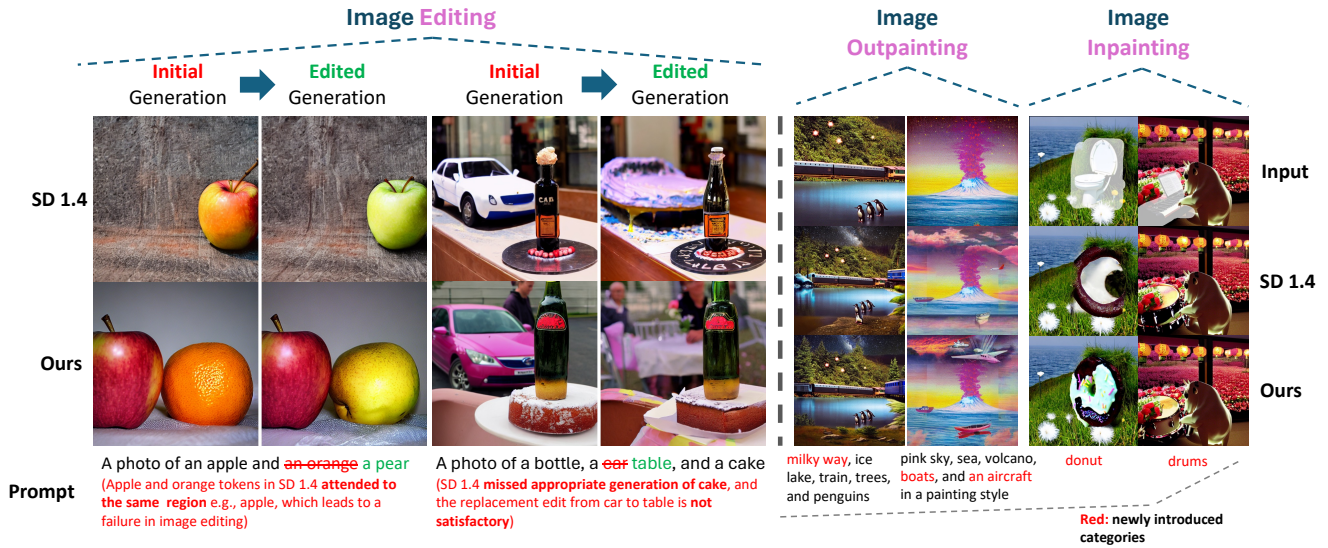 Image Editing
Image
Outpainting
Image
Inpainting
Initial
Generation
Edited
Generation
Initial
Generation
Edited
Generation
SD 1.4
Ours
Input
SD 1.4
Ours
Prompt
A photo of an apple and an orange a pear
(Apple and orange tokens in SD 1.4 attended to
the same region e.g., apple, which leads to a
failure in image editing)
A photo of a bottle, a car table, and a cake
(SD 1.4 missed appropriate generation of cake, and
the replacement edit from car to table is not
satisfactory)
milky way, ice
lake, train, trees,
and penguins
pink sky, sea, volcano,
boats, and an aircraft
in a painting style
donut
drums
Red: newly introduced
categories